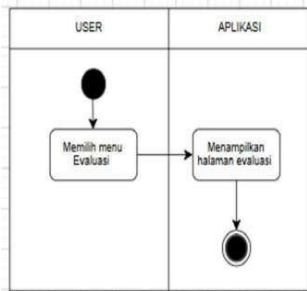 USER
APLIKASI
Memilih menu
Evaluasi
Menampilkan
halaman evaluasi